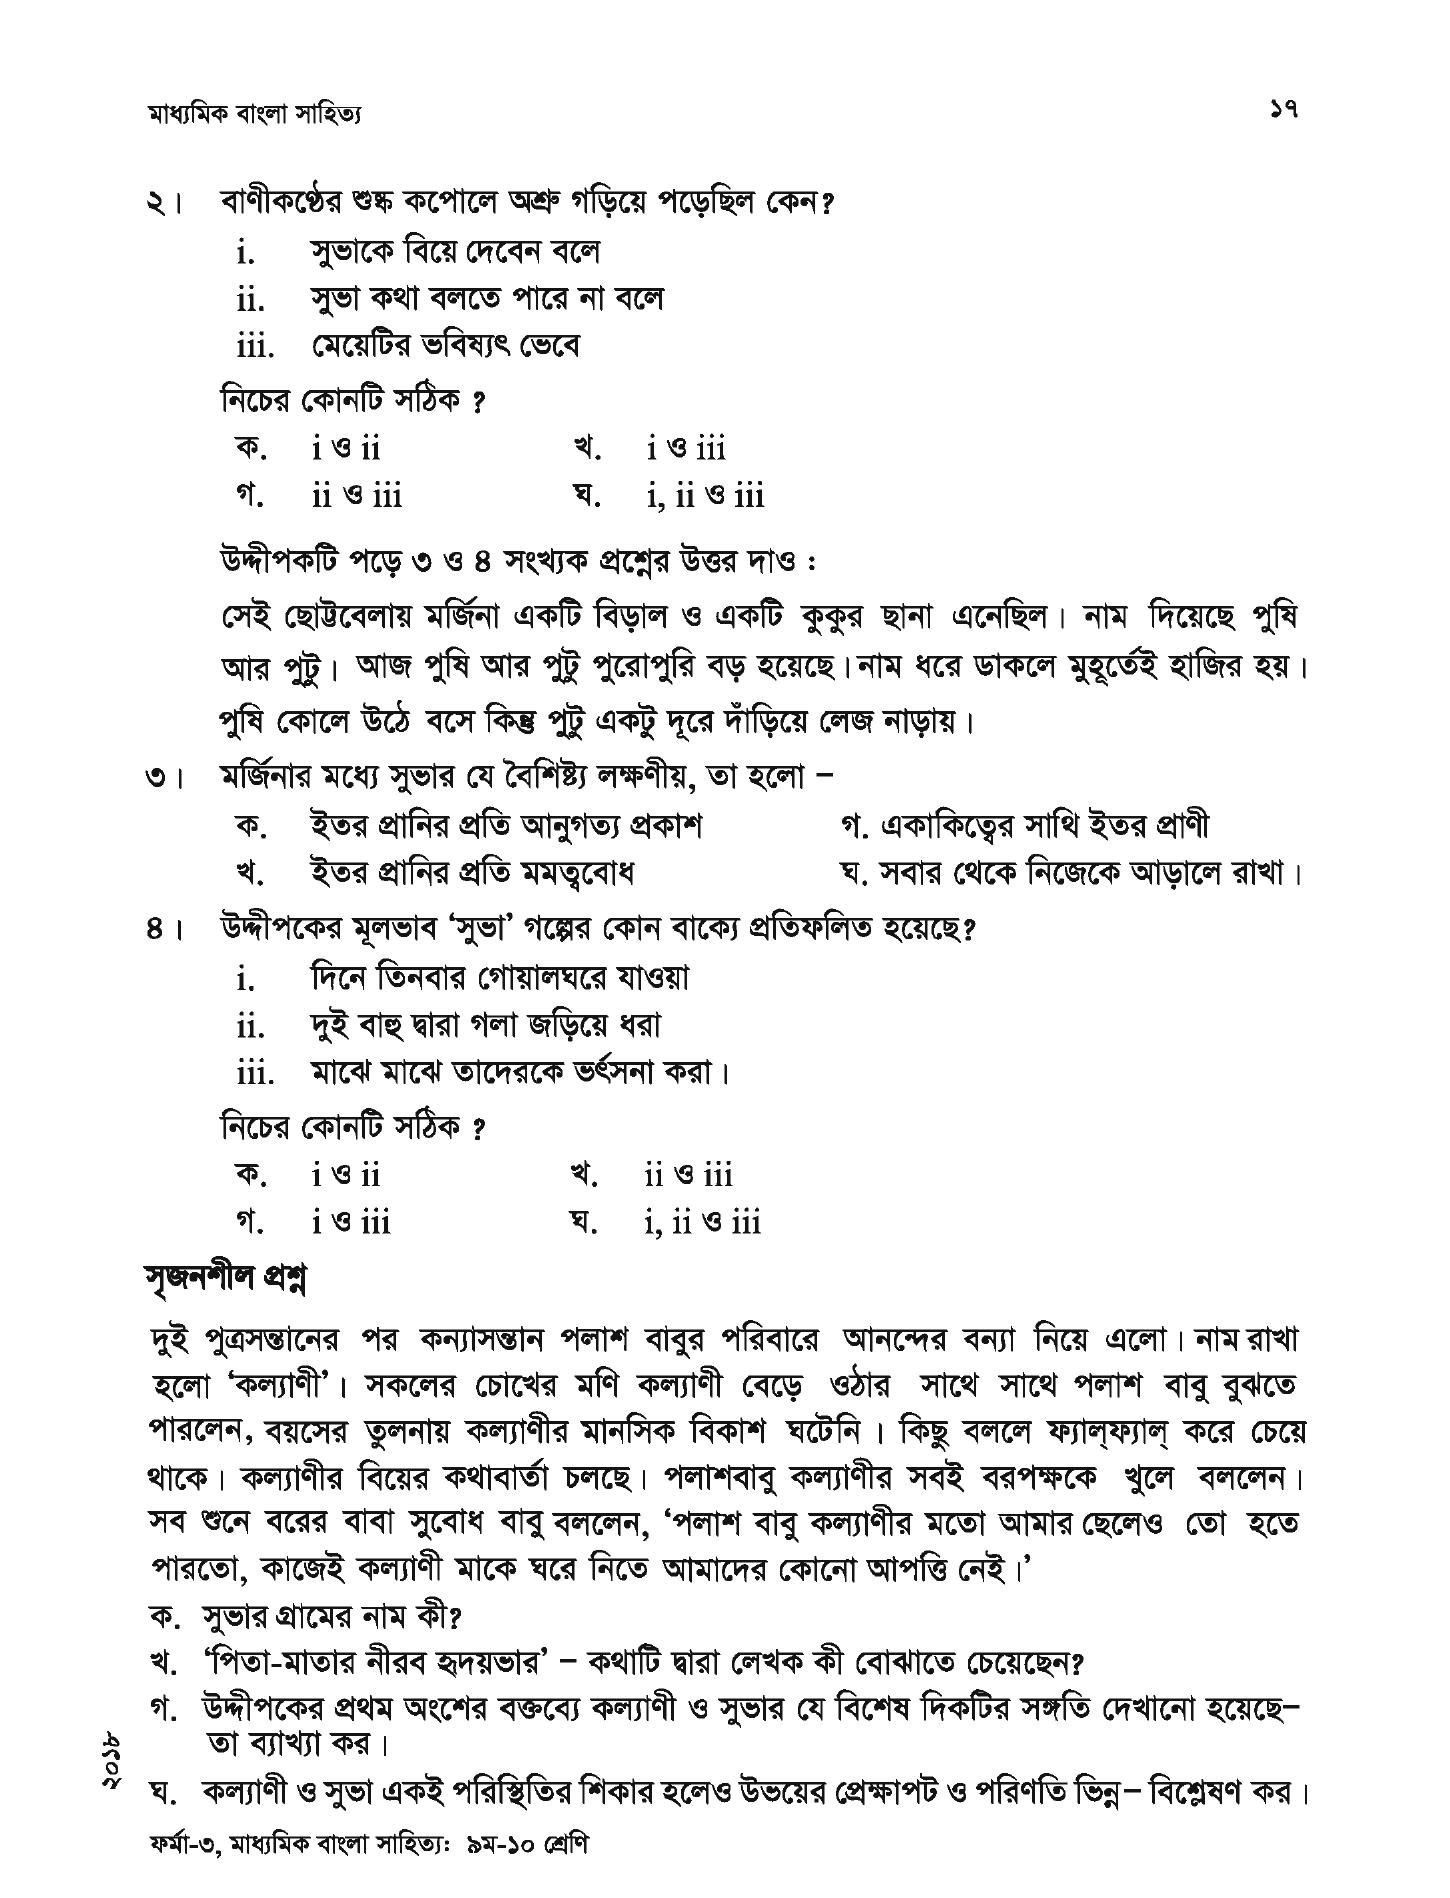 মাধ্যমিক বাংলা সাহিত্য ১৭
২। বাণীকণ্ঠের শুষ্ক কপোলে অশ্রু গড়িয়ে পড়েছিল কেন?
i. সুভাকে বিয়ে দেবেন বলে
ii. সুভা কথা বলতে পারে না বলে
iii. মেয়েটির ভবিষ্যৎ ভেবে
নিচের কোনটি সঠিক ?
ক. i ও ii খ. i ও iii
গ. ii ও iii ঘ. i, ii ও iii
উদ্দীপকটি পড়ে ৩ ও ৪ সংখ্যক প্রশ্নের উত্তর দাও :
সেই ছোট্টবেলায় মর্জিনা একটি বিড়াল ও একটি কুকুর ছানা এনেছিল। নাম দিয়েছে পুষি
আর পুটু। আজ পুষি আর পুটু পুরোপুরি বড় হয়েছে। নাম ধরে ডাকলে মুহূর্তেই হাজির হয়।
পুষি কোলে উঠে বসে কিন্তু পুটু একটু দূরে দাঁড়িয়ে লেজ নাড়ায়।
৩। মর্জিনার মধ্যে সুভার যে বৈশিষ্ট্য লক্ষণীয়, তা হলো –
ক. ইতর প্রানির প্রতি আনুগত্য প্রকাশ গ. একাকিত্বের সাথি ইতর প্রাণী
খ. ইতর প্রানির প্রতি মমত্ববোধ ঘ. সবার থেকে নিজেকে আড়ালে রাখা।
৪। উদ্দীপকের মূলভাব ‘সুভা’ গল্পের কোন বাক্যে প্রতিফলিত হয়েছে?
i. দিনে তিনবার গোয়ালঘরে যাওয়া
ii. দুই বাহু দ্বারা গলা জড়িয়ে ধরা
iii. মাঝে মাঝে তাদেরকে ভর্ৎসনা করা।
নিচের কোনটি সঠিক ?
ক. i ও ii খ. ii ও iii
গ. i ও iii ঘ. i, ii ও iii
সৃজনশীল প্রশ্ন
দুই পুত্রসন্তানের পর কন্যাসন্তান পলাশ বাবুর পরিবারে আনন্দের বন্যা নিয়ে এলো। নাম রাখা
হলো ‘কল্যাণী’। সকলের চোখের মণি কল্যাণী বেড়ে ওঠার সাথে সাথে পলাশ বাবু বুঝতে
পারলেন, বয়সের তুলনায় কল্যাণীর মানসিক বিকাশ ঘটেনি । কিছু বললে ফ্যাল্‌ফ্যাল্ করে চেয়ে
থাকে। কল্যাণীর বিয়ের কথাবার্তা চলছে। পলাশবাবু কল্যাণীর সবই বরপক্ষকে খুলে বললেন।
সব শুনে বরের বাবা সুবোধ বাবু বললেন, ‘পলাশ বাবু কল্যাণীর মতো আমার ছেলেও তো হতে
পারতো, কাজেই কল্যাণী মাকে ঘরে নিতে আমাদের কোনো আপত্তি নেই।’
ক. সুভার গ্রামের নাম কী?
খ. ‘পিতা-মাতার নীরব হৃদয়ভার’ – কথাটি দ্বারা লেখক কী বোঝাতে চেয়েছেন?
গ. উদ্দীপকের প্রথম অংশের বক্তব্যে কল্যাণী ও সুভার যে বিশেষ দিকটির সঙ্গতি দেখানো হয়েছে–
তা ব্যাখ্যা কর।
ঘ. কল্যাণী ও সুভা একই পরিস্থিতির শিকার হলেও উভয়ের প্রেক্ষাপট ও পরিণতি ভিন্ন– বিশ্লেষণ কর।
২০১৮
ফর্মা-৩, মাধ্যমিক বাংলা সাহিত্য: ৯ম-১০ শ্রেণি